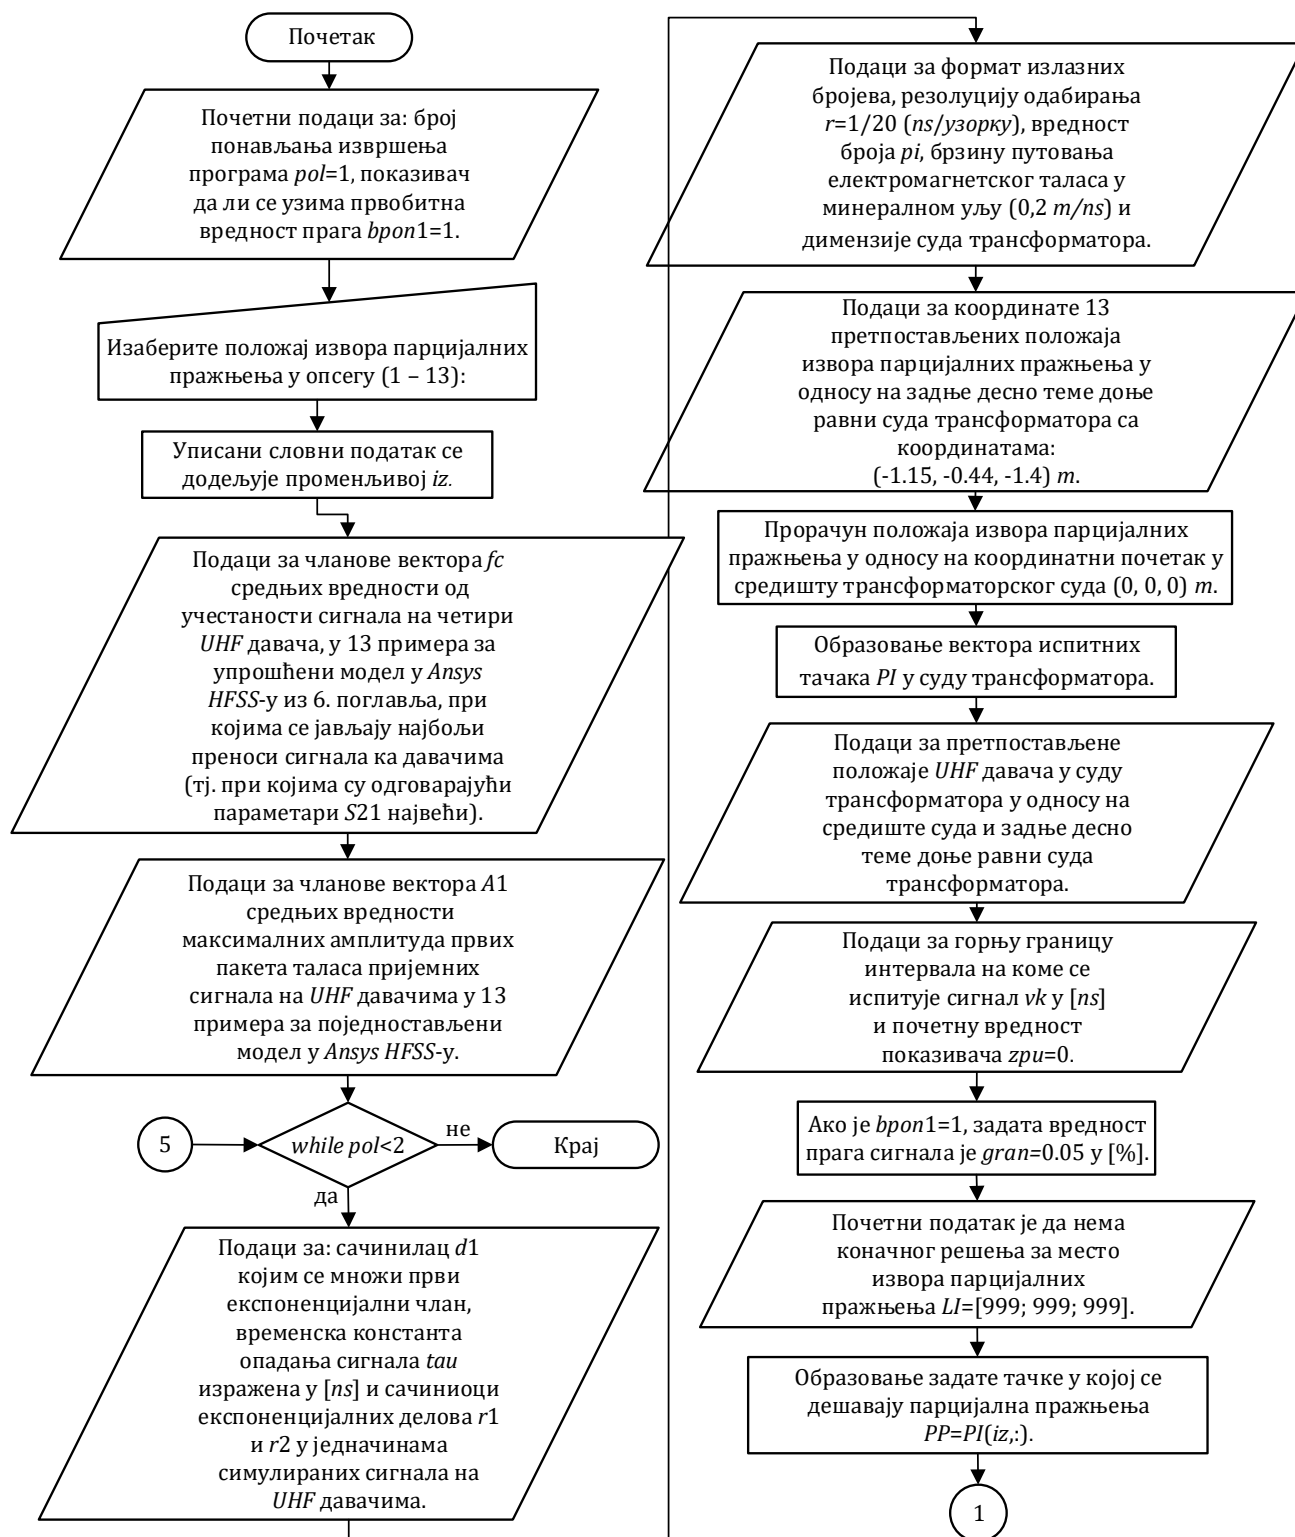 Почетак
Почетни подаци за: број
понављања извршења
програма pol=1, показивач
да ли се узима првобитна
вредност прага bpon1=1.
Изаберите положај извора парцијалних
пражњења у опсегу (1 – 13):
Уписани словни податак се
додељује променљивој iz.
Подаци за чланове вектора fc
средњих вредности од
учестаности сигнала на четири
UHF давача, у 13 примера за
упрошћени модел у Ansys
HFSS-у из 6. поглавља, при
којима се јављају најбољи
преноси сигнала ка давачима
(тј. при којима су одговарајући
параметари S21 највећи).
Подаци за чланове вектора A1
средњих вредности
максималних амплитуда првих
пакета таласа пријемних
сигнала на UHF давачима у 13
примера за поједностављени
модел у Ansys HFSS-у.
5
while pol<2
не
Крај
да
Подаци за: сачинилац d1
којим се множи први
експоненцијални члан,
временска константа
опадања сигнала tau
изражена у [ns] и сачиниоци
експоненцијалних делова r1
и r2 у једначинама
симулираних сигнала на
UHF давачима.
Подаци за формат излазних
бројева, резолуцију одабирања
r=1/20 (ns/узорку), вредност
броја pi, брзину путовања
електромагнетског таласа у
минералном уљу (0,2 m/ns) и
димензије суда трансформатора.
Подаци за координате 13
претпостављених положаја
извора парцијалних пражњења у
односу на задње десно теме доње
равни суда трансформатора са
координатама:
(-1.15, -0.44, -1.4) m.
Прорачун положаја извора парцијалних
пражњења у односу на координатни почетак у
средишту трансформаторског суда (0, 0, 0) m.
Образовање вектора испитних
тачака PI у суду трансформатора.
Подаци за претпостављене
положаје UHF давача у суду
трансформатора у односу на
средиште суда и задње десно
теме доње равни суда
трансформатора.
Подаци за горњу границу
интервала на коме се
испитује сигнал vk у [ns]
и почетну вредност
показивача zpu=0.
Ако је bpon1=1, задата вредност
прага сигнала је gran=0.05 у [%].
Почетни податак је да нема
коначног решења за место
извора парцијалних
пражњења LI=[999; 999; 999].
Образовање задате тачке у којој се
дешавају парцијална пражњења
PP=PI(iz,:).
1